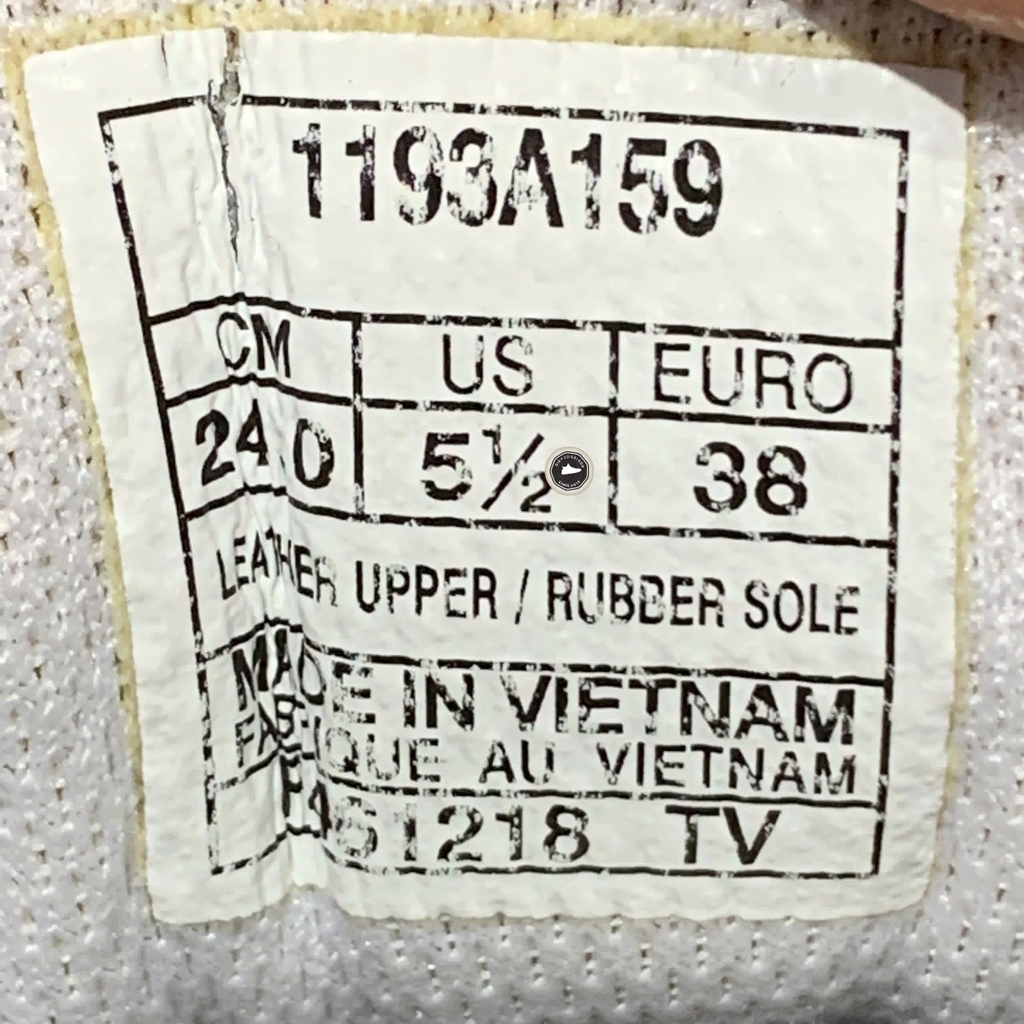 1193A159
CM US EURO
24.0 5½ 38
LEATHER UPPER / RUBBER SOLE
MADE IN VIETNAM
FABRIQUE AU VIETNAM
TV